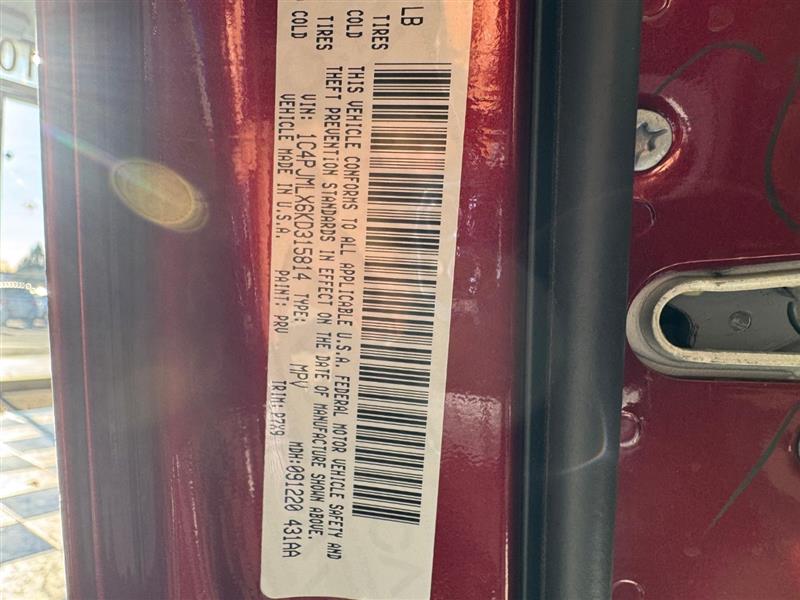 LB
TIRES COLD
TIRES COLD
THIS VEHICLE CONFORMS TO ALL APPLICABLE U.S.A. FEDERAL MOTOR VEHICLE SAFETY AND
THEFT PREVENTION STANDARDS IN EFFECT ON THE DATE OF MANUFACTURE SHOWN ABOVE.
VIN: 1C4PJMLX6KD315814 TYPE: MPV MDH:091220 431AA
VEHICLE MADE IN U.S.A. PAINT: PRV TRIM:P7Z9